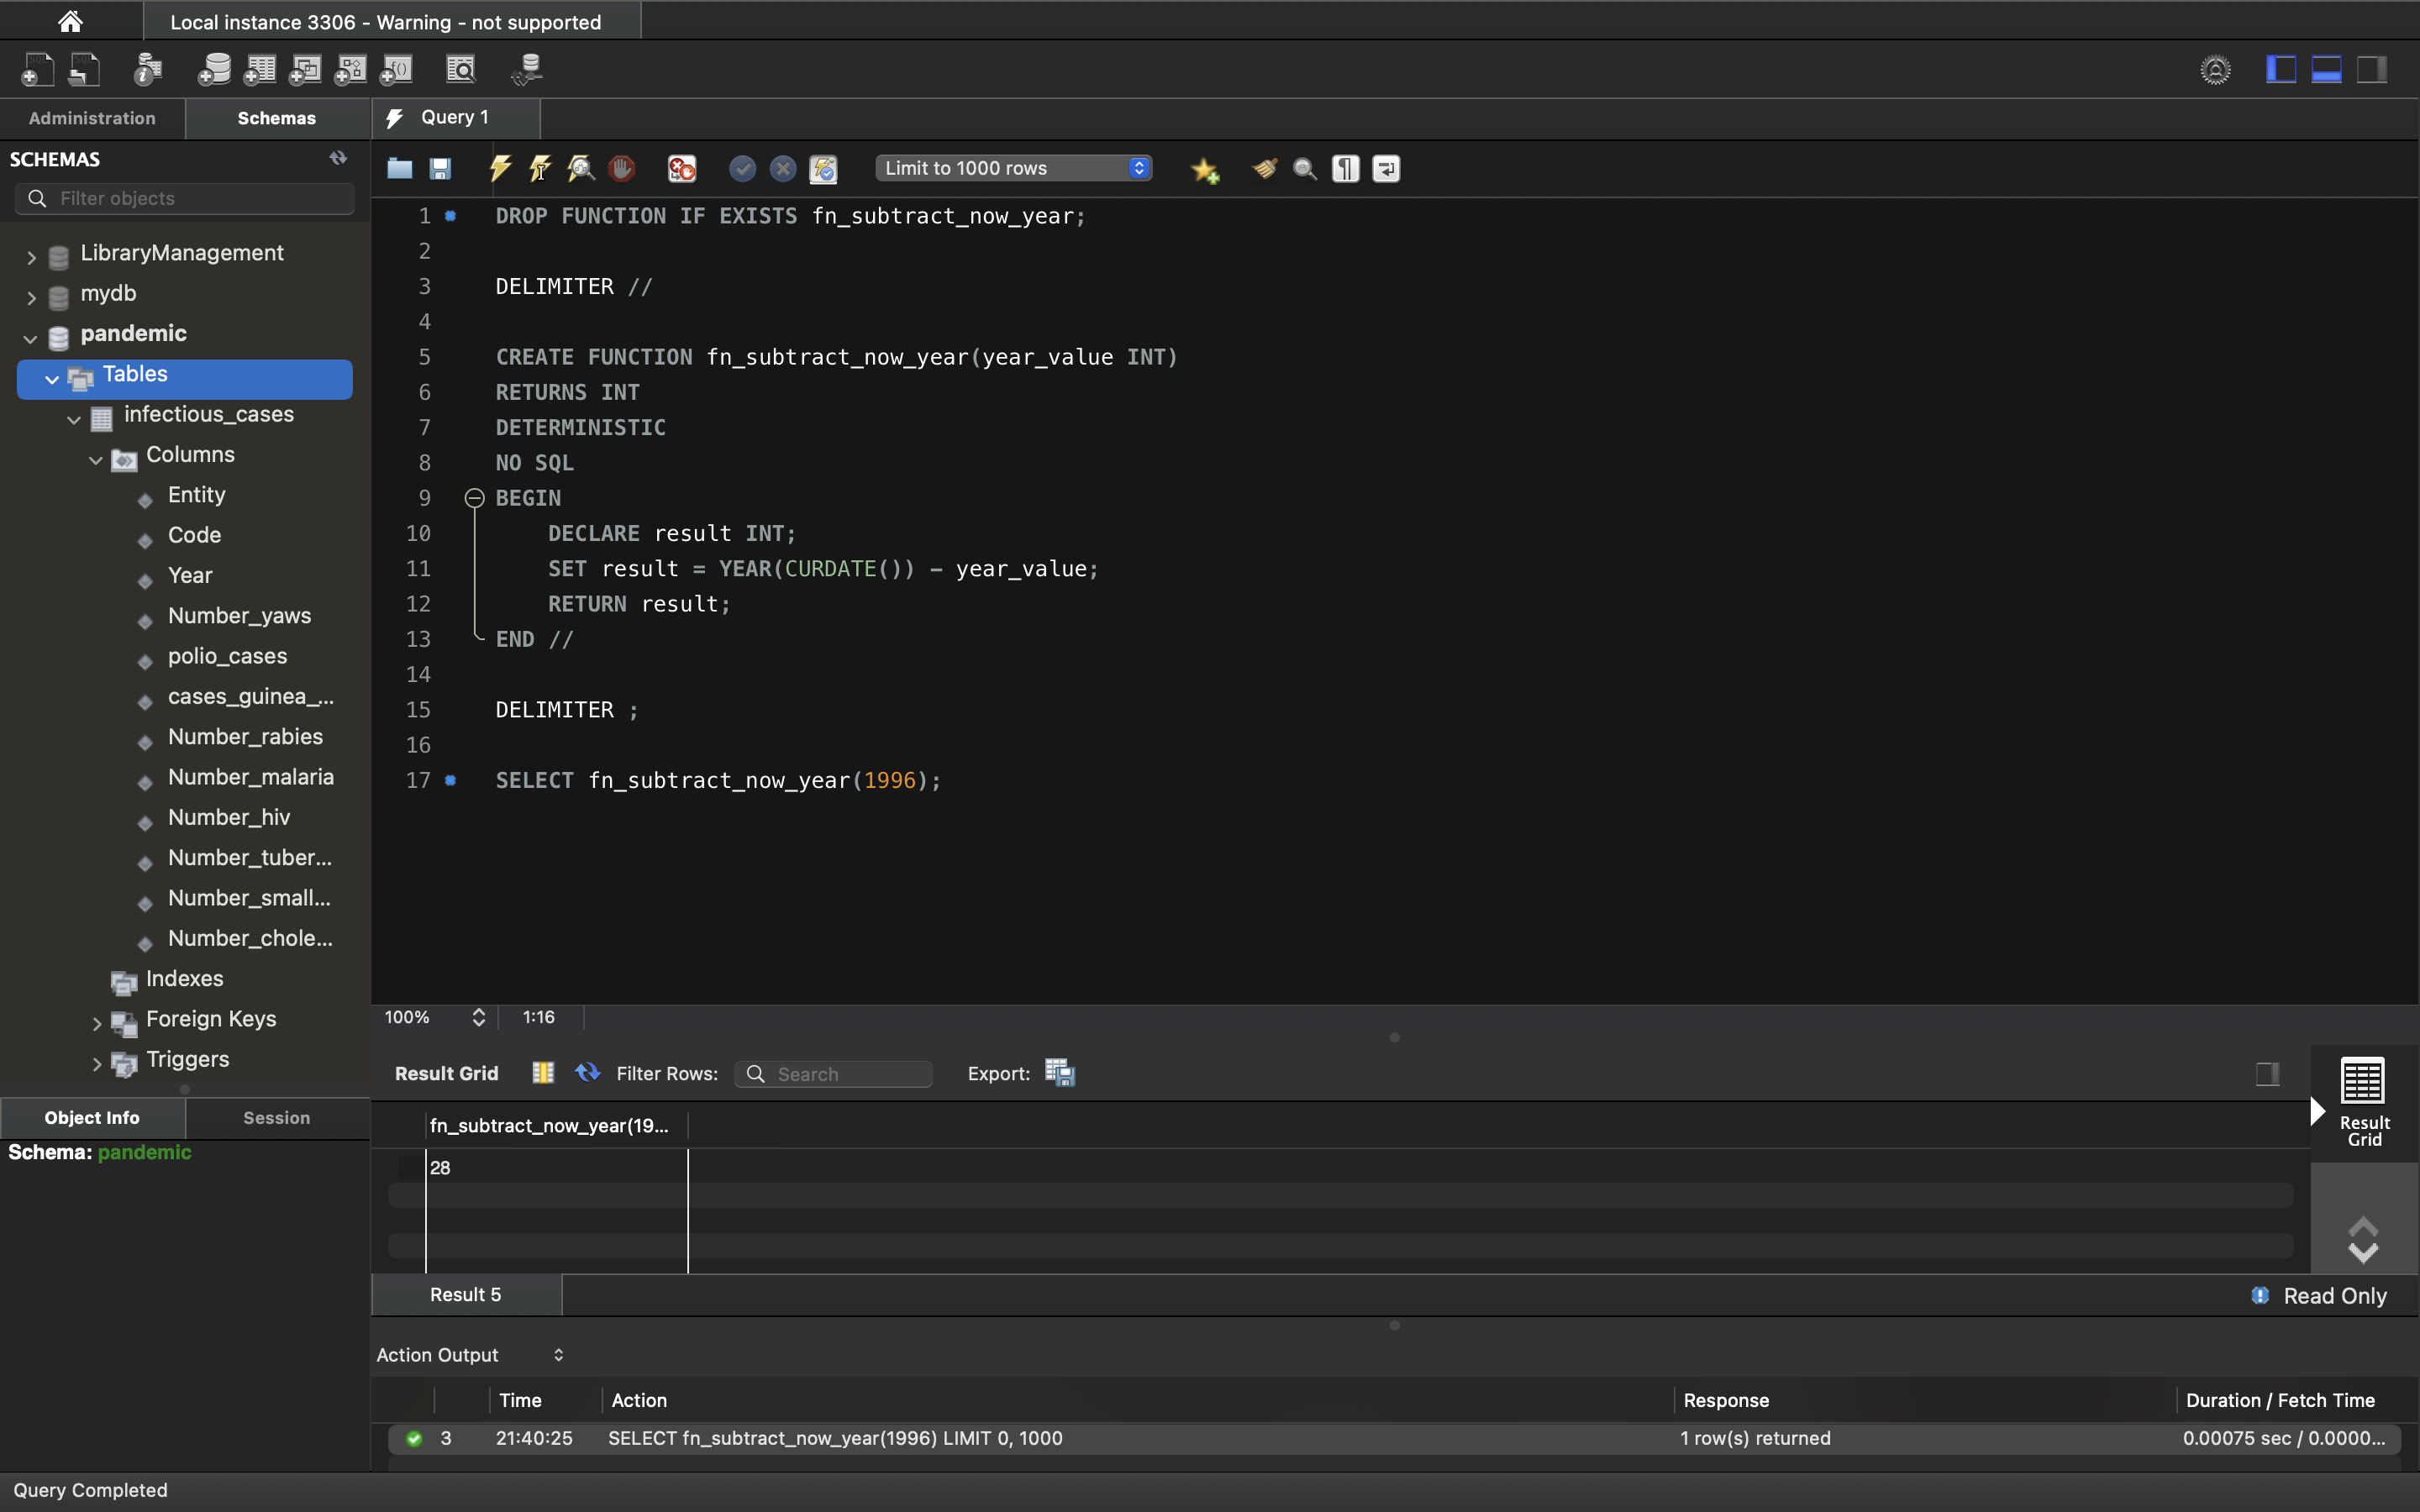 Local instance 3306 - Warning - not supported
Administration
Schemas
Query 1
SCHEMAS
Filter objects
Limit to 1000 rows
LibraryManagement
mydb
pandemic
Tables
infectious_cases
Columns
Entity
Code
Year
Number_yaws
polio_cases
cases_guinea_...
Number_rabies
Number_malaria
Number_hiv
Number_tuber...
Number_small...
Number_chole...
Indexes
Foreign Keys
Triggers
Object Info
Session
Schema: pandemic
1 DROP FUNCTION IF EXISTS fn_subtract_now_year;
2
3 DELIMITER //
4
5 CREATE FUNCTION fn_subtract_now_year(year_value INT)
6 RETURNS INT
7 DETERMINISTIC
8 NO SQL
9 BEGIN
10 DECLARE result INT;
11 SET result = YEAR(CURDATE()) - year_value;
12 RETURN result;
13 END //
14
15 DELIMITER ;
16
17 SELECT fn_subtract_now_year(1996);
100% 1:16
Result Grid Filter Rows: Search Export:
fn_subtract_now_year(19...
28
Result
Grid
Result 5
Read Only
Action Output
Time Action Response Duration / Fetch Time
3 21:40:25 SELECT fn_subtract_now_year(1996) LIMIT 0, 1000 1 row(s) returned 0.00075 sec / 0.0000...
Query Completed